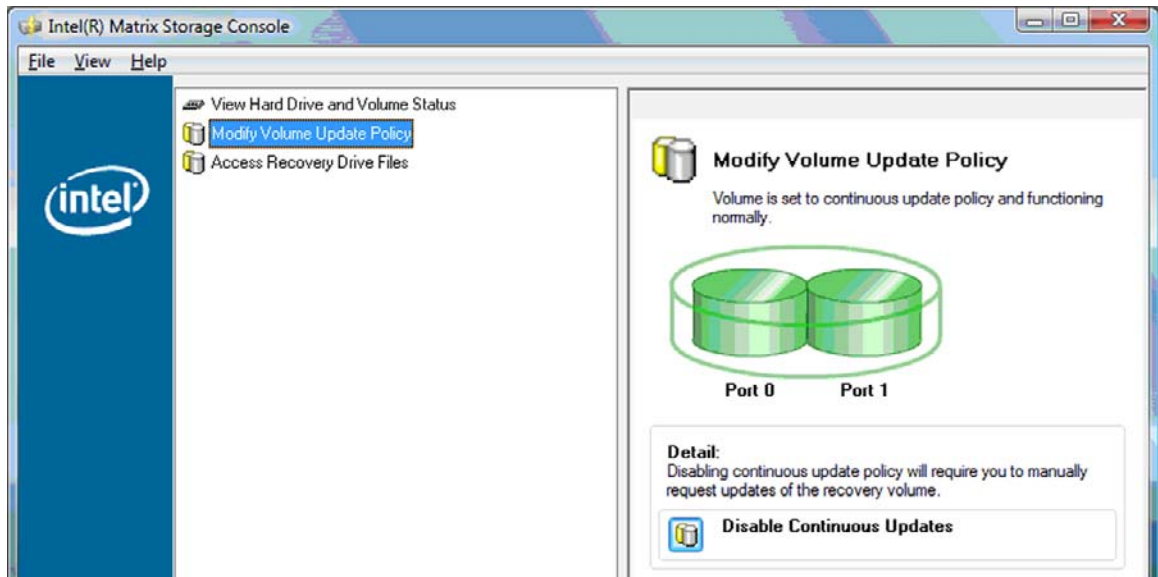 Intel(R) Matrix Storage Console
File View Help
View Hard Drive and Volume Status
Modify Volume Update Policy
Access Recovery Drive Files
intel
Modify Volume Update Policy
Volume is set to continuous update policy and functioning
normally.
Port 0 Port 1
Detail:
Disabling continuous update policy will require you to manually
request updates of the recovery volume.
Disable Continuous Updates